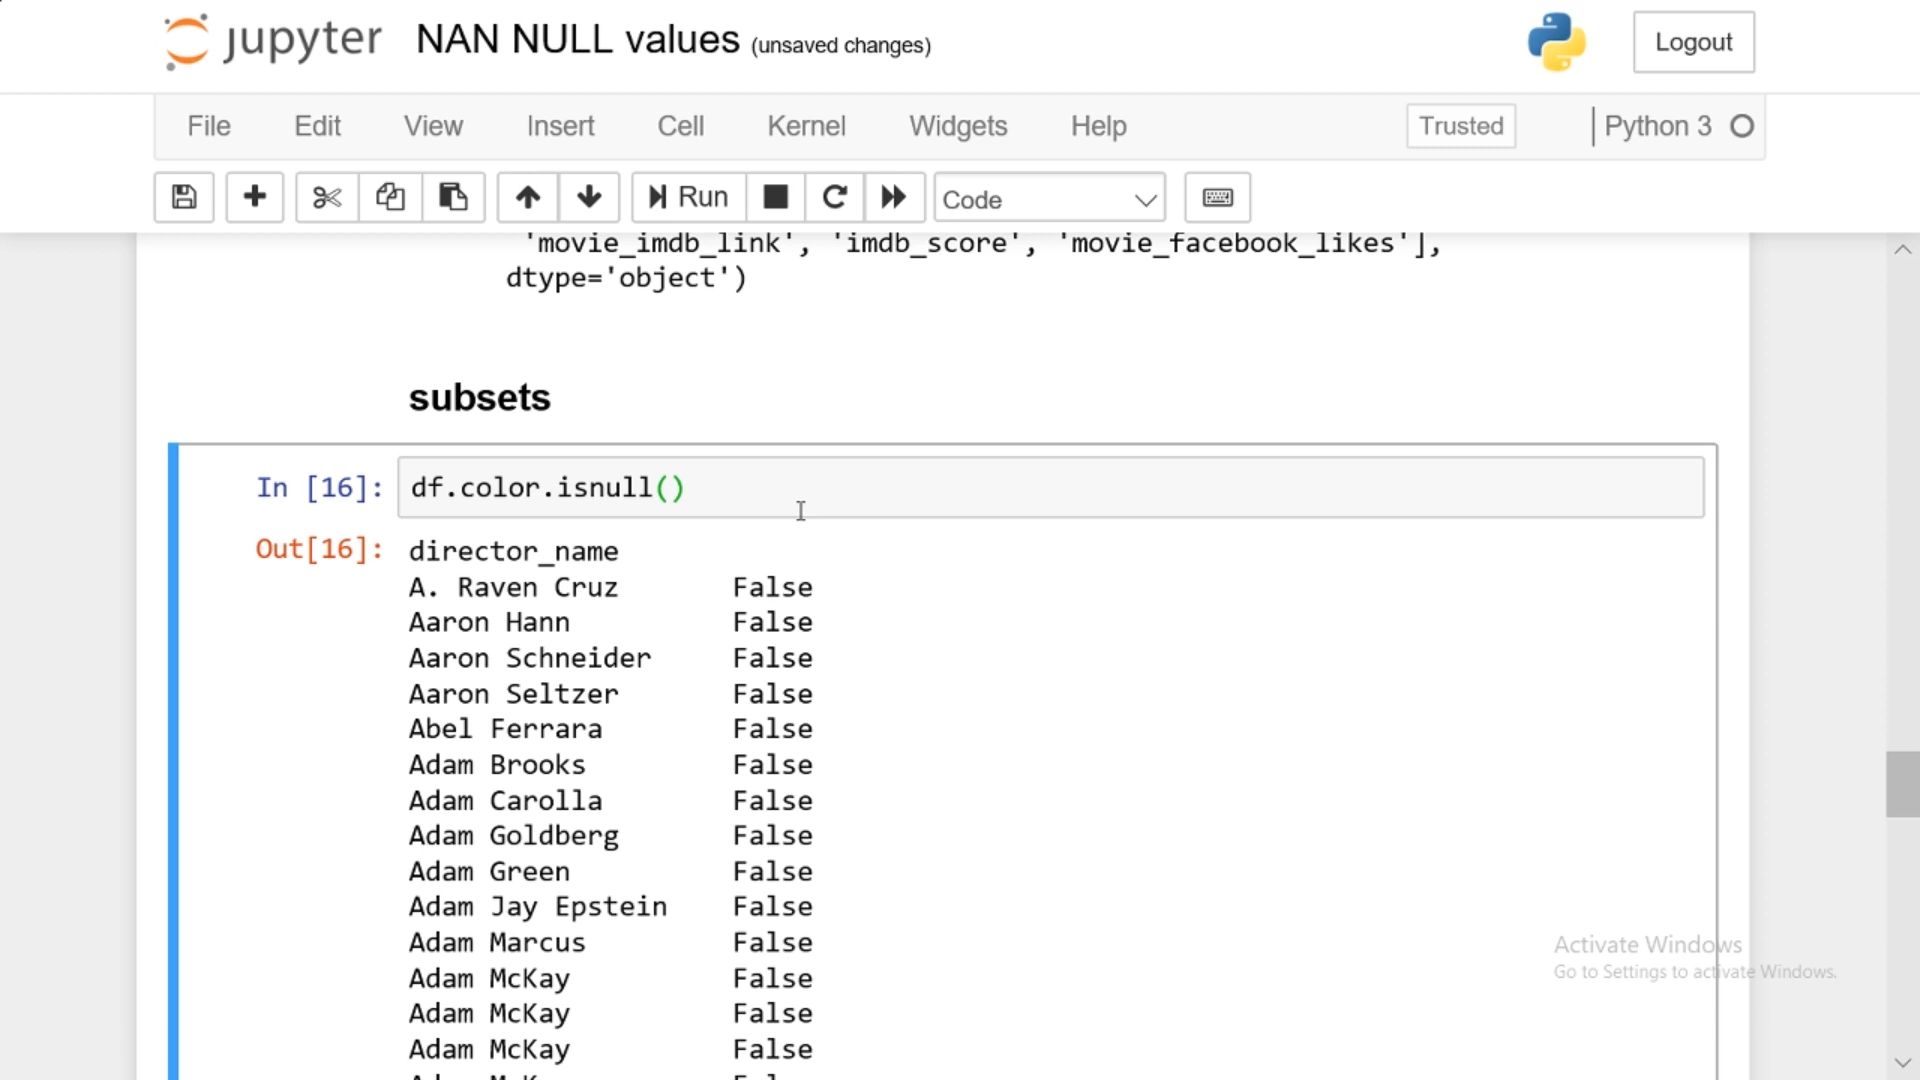 jupyter NAN NULL values (unsaved changes) Logout
File Edit View Insert Cell Kernel Widgets Help Trusted Python 3
Run Code
'movie_imdb_link', 'imdb_score', 'movie_facebook_likes'],
dtype='object')
subsets
In [16]: df.color.isnull()
Out[16]: director_name
A. Raven Cruz False
Aaron Hann False
Aaron Schneider False
Aaron Seltzer False
Abel Ferrara False
Adam Brooks False
Adam Carolla False
Adam Goldberg False
Adam Green False
Adam Jay Epstein False
Adam Marcus False
Adam McKay False
Adam McKay False
Adam McKay False
Activate Windows
Go to Settings to activate Windows.